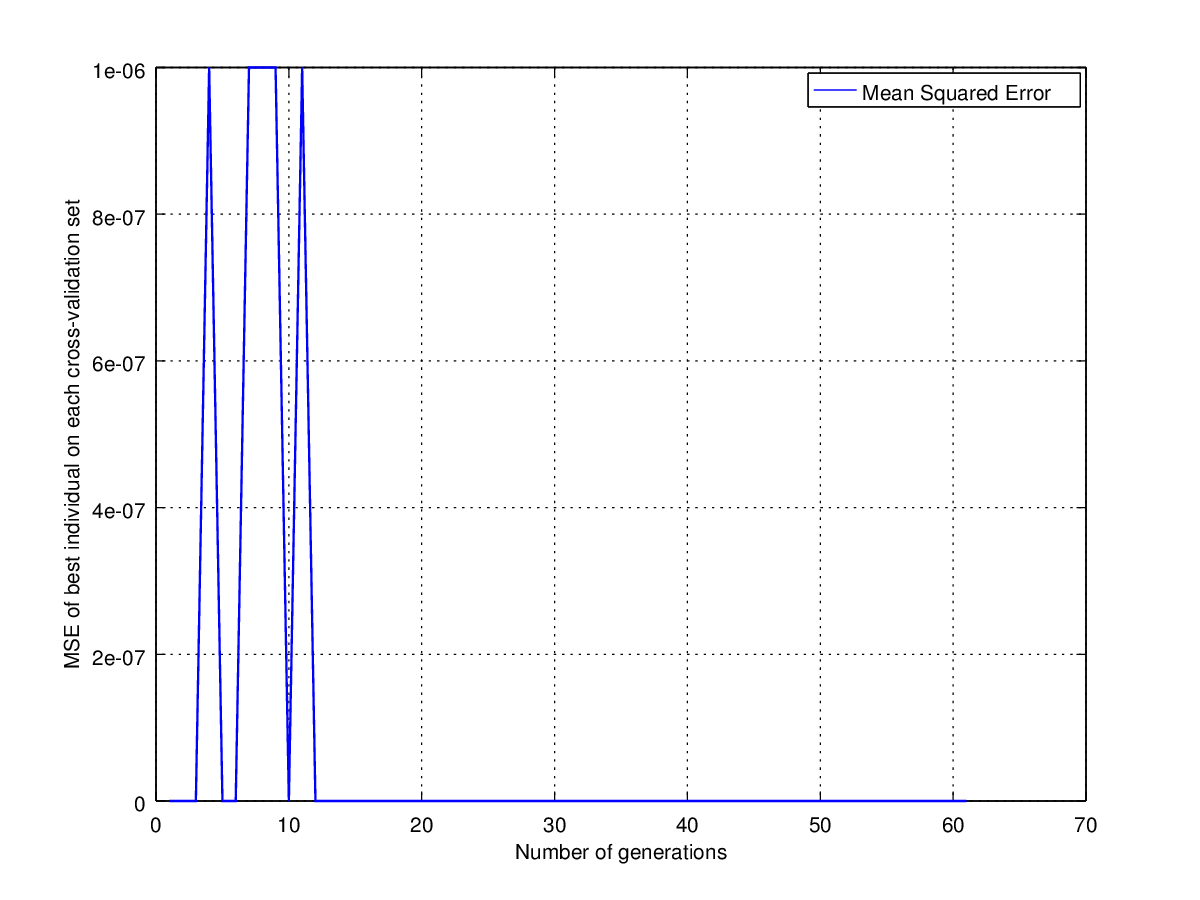 Mean Squared Error
1e-06
8e-07
6e-07
4e-07
2e-07
0
MSE of best individual on each cross-validation set
0 10 20 30 40 50 60 70
Number of generations